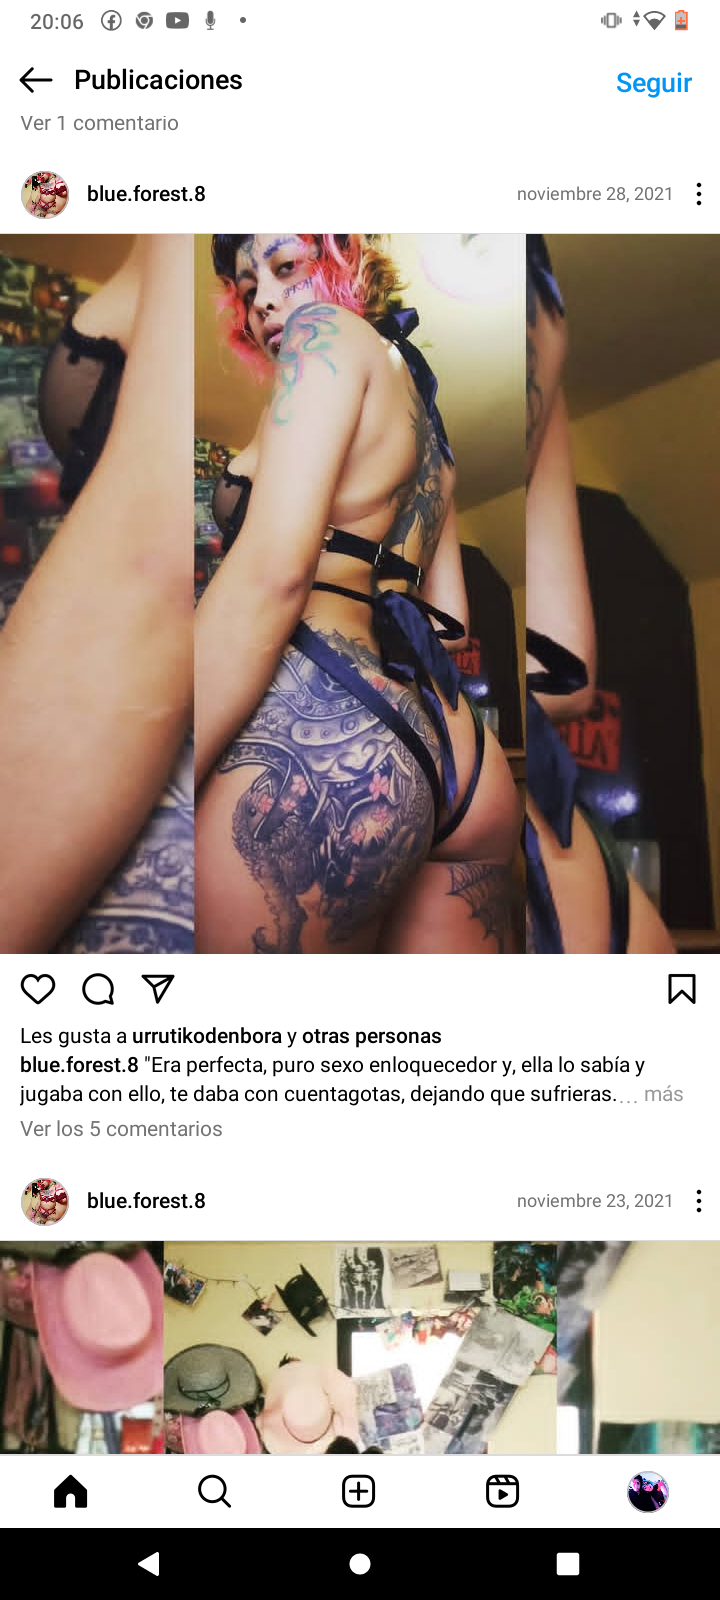 20:06
Publicaciones
Seguir
Ver 1 comentario
blue.forest.8
noviembre 28, 2021
Les gusta a urrutikodenbora y otras personas
blue.forest.8 "Era perfecta, puro sexo enloquecedor y, ella lo sabía y
jugaba con ello, te daba con cuentagotas, dejando que sufrieras.… más
Ver los 5 comentarios
blue.forest.8
noviembre 23, 2021